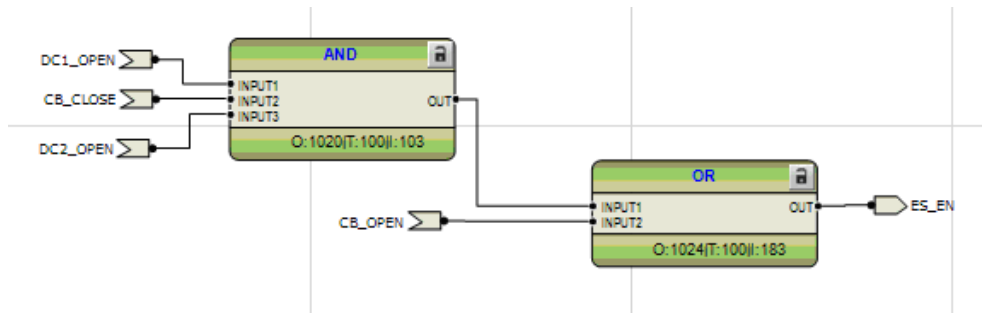 DC1_OPEN
CB_CLOSE
DC2_OPEN
AND
INPUT1
INPUT2
INPUT3
OUT
O:1020|T:100|I:103
CB_OPEN
OR
INPUT1
INPUT2
OUT
O:1024|T:100|I:183
ES_EN